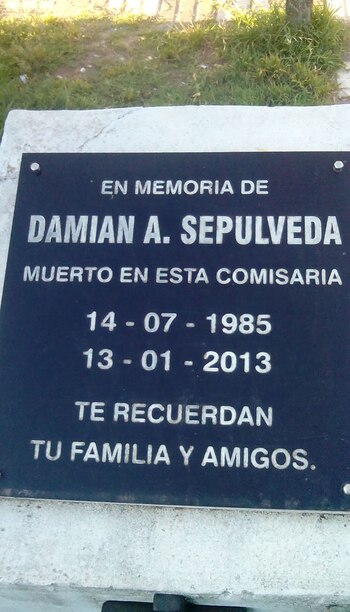 EN MEMORIA DE
DAMIAN A. SEPULVEDA
MUERTO EN ESTA COMISARIA
14 - 07 - 1985
13 - 01 - 2013
TE RECUERDAN
TU FAMILIA Y AMIGOS.